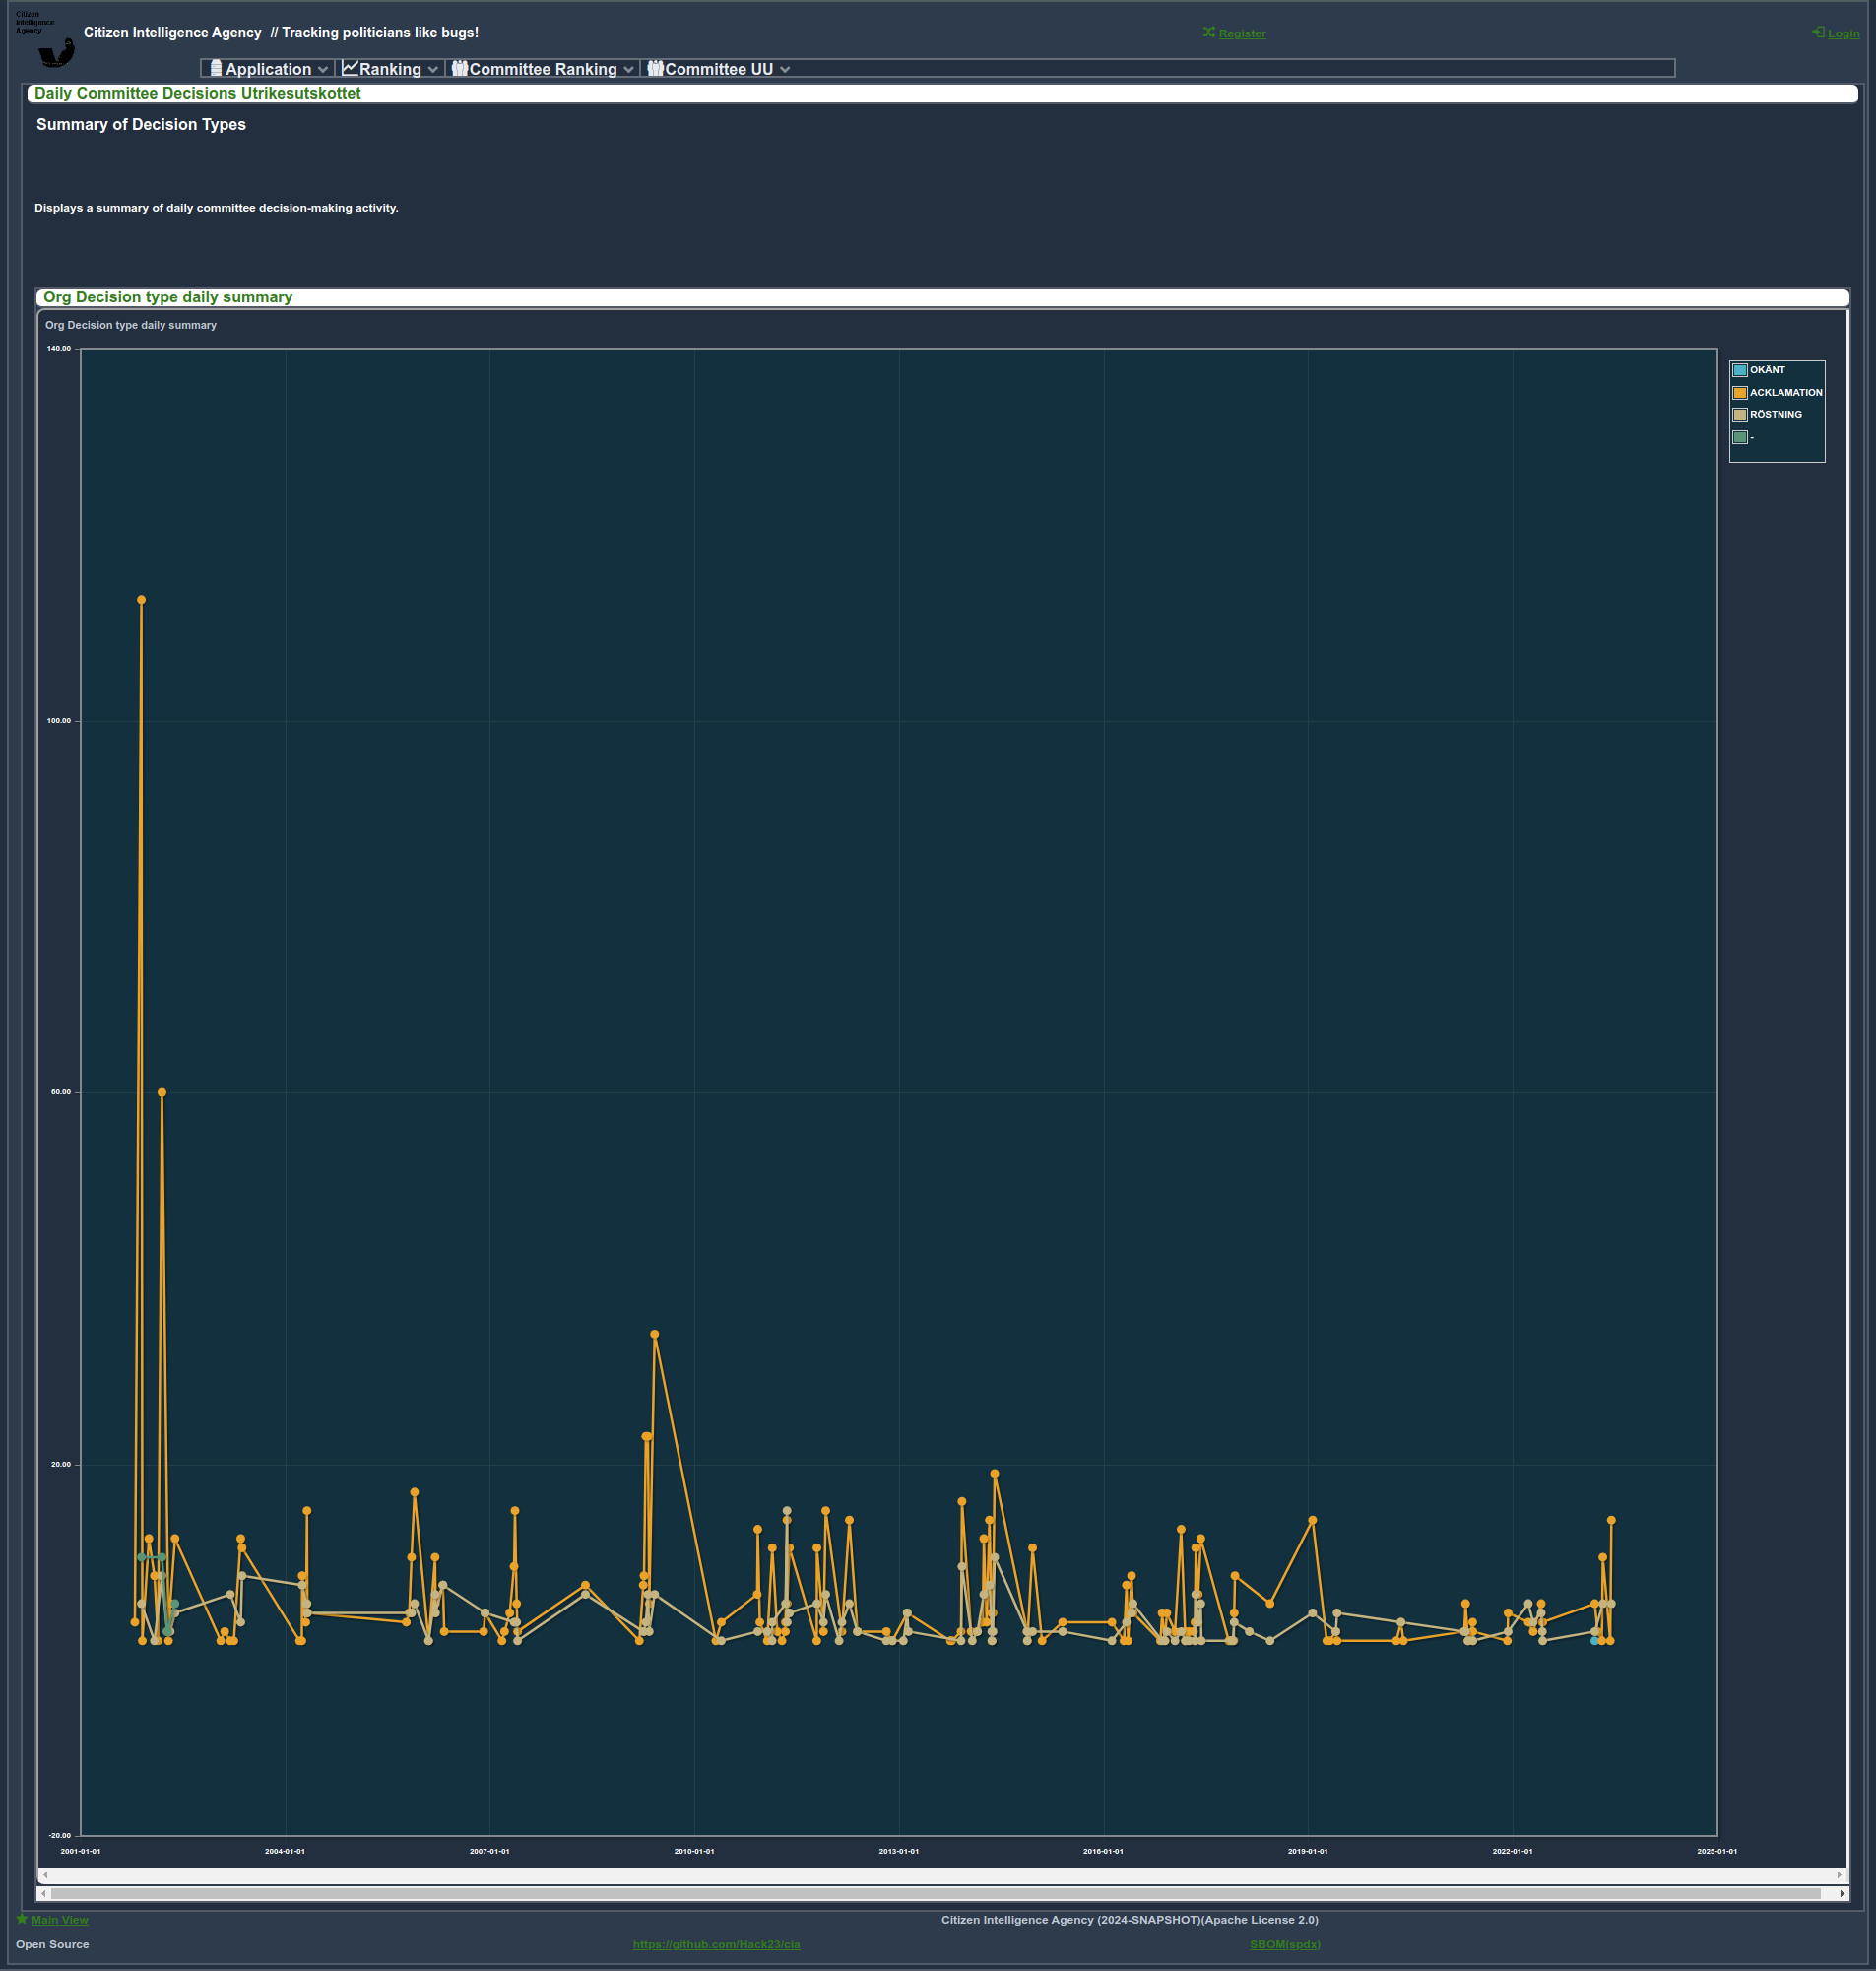 Citizen
Intelligence
Agency
Citizen Intelligence Agency // Tracking politicians like bugs!
Register
Login
Application
Ranking
Committee Ranking
Committee UU
Daily Committee Decisions Utrikesutskottet
Summary of Decision Types
Displays a summary of daily committee decision-making activity.
Org Decision type daily summary
Org Decision type daily summary
140.00
100.00
60.00
20.00
-20.00
2001-01-01
2004-01-01
2007-01-01
2010-01-01
2013-01-01
2016-01-01
2019-01-01
2022-01-01
2025-01-01
OKÄNT
ACKLAMATION
RÖSTNING
-
Main View
Citizen Intelligence Agency (2024-SNAPSHOT)(Apache License 2.0)
Open Source
https://github.com/Hack23/cia
SBOM(spdx)